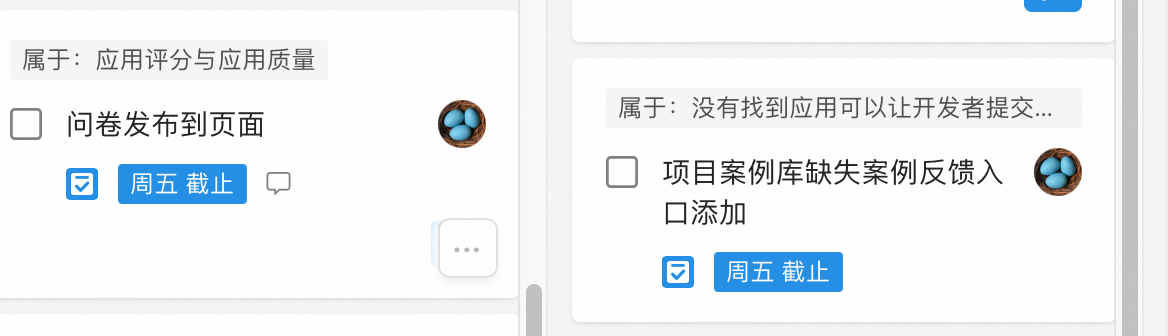 属于：应用评分与应用质量
问卷发布到页面
周五 截止
属于：没有找到应用可以让开发者提交...
项目案例库缺失案例反馈入
口添加
周五 截止